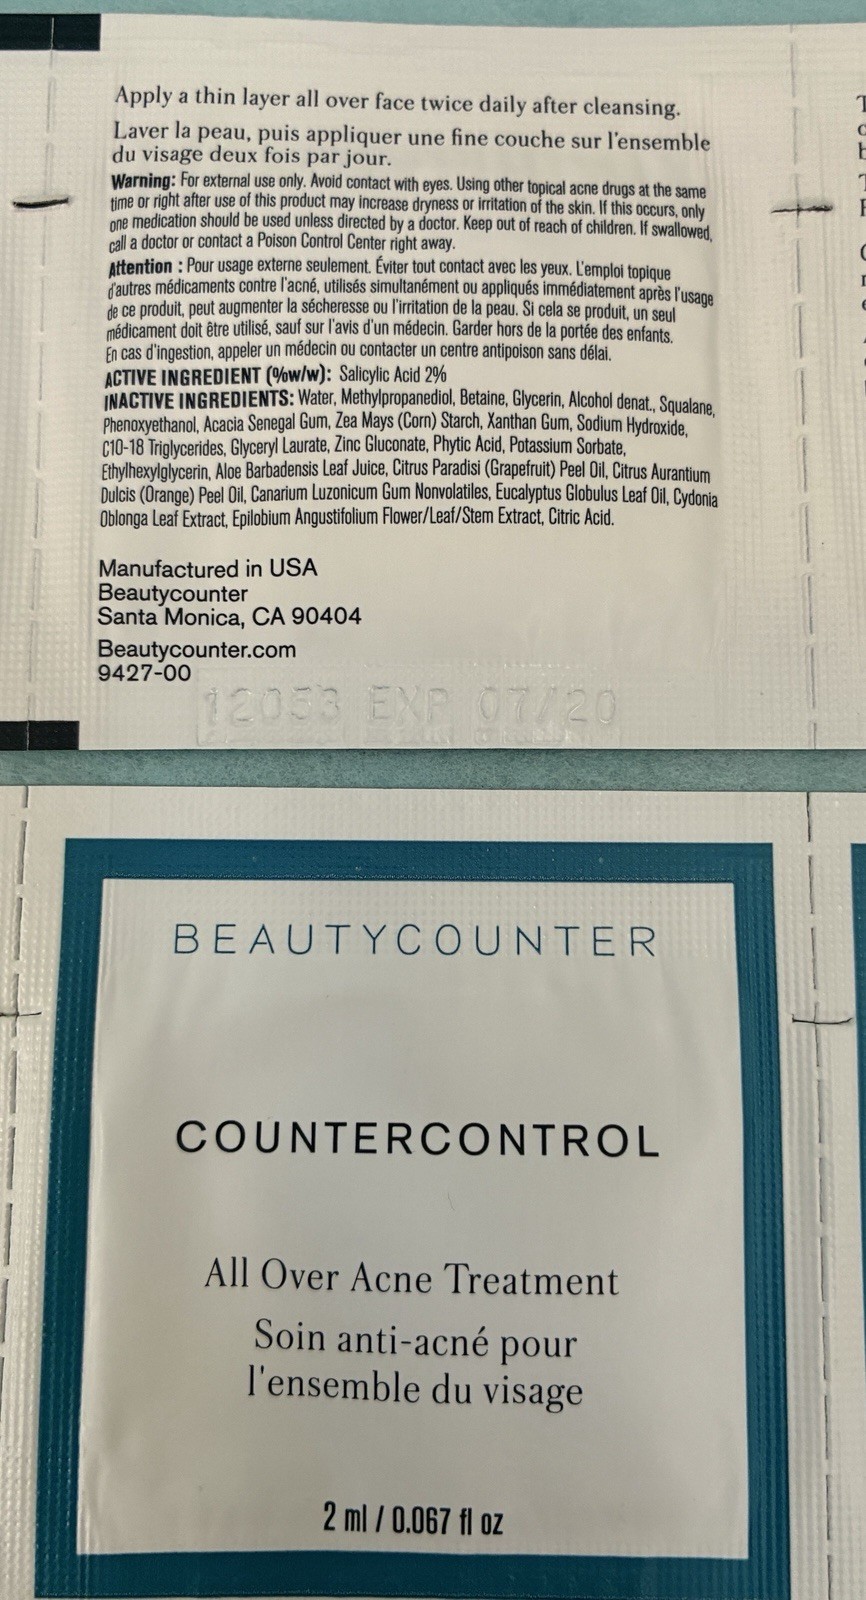 Apply a thin layer all over face twice daily after cleansing.
Laver la peau, puis appliquer une fine couche sur l'ensemble
du visage deux fois par jour.
Warning: For external use only. Avoid contact with eyes. Using other topical acne drugs at the same
time or right after use of this product may increase dryness or irritation of the skin. If this occurs, only
one medication should be used unless directed by a doctor. Keep out of reach of children. If swallowed,
call a doctor or contact a Poison Control Center right away.
Attention : Pour usage externe seulement. Éviter tout contact avec les yeux. L'emploi topique
d'autres médicaments contre l'acné, utilisés simultanément ou appliqués immédiatement après l'usage
de ce produit, peut augmenter la sécheresse ou l'irritation de la peau. Si cela se produit, un seul
médicament doit être utilisé, sauf sur l'avis d'un médecin. Garder hors de la portée des enfants.
En cas d'ingestion, appeler un médecin ou contacter un centre antipoison sans délai.
ACTIVE INGREDIENT (%w/w): Salicylic Acid 2%
INACTIVE INGREDIENTS: Water, Methylpropanediol, Betaine, Glycerin, Alcohol denat., Squalane,
Phenoxyethanol, Acacia Senegal Gum, Zea Mays (Corn) Starch, Xanthan Gum, Sodium Hydroxide,
C10-18 Triglycerides, Glyceryl Laurate, Zinc Gluconate, Phytic Acid, Potassium Sorbate,
Ethylhexylglycerin, Aloe Barbadensis Leaf Juice, Citrus Paradisi (Grapefruit) Peel Oil, Citrus Aurantium
Dulcis (Orange) Peel Oil, Canarium Luzonicum Gum Nonvolatiles, Eucalyptus Globulus Leaf Oil, Cydonia
Oblonga Leaf Extract, Epilobium Angustifolium Flower/Leaf/Stem Extract, Citric Acid.
Manufactured in USA
Beautycounter
Santa Monica, CA 90404
Beautycounter.com
9427-00
12053 EXP 07/20
BEAUTYCOUNTER
COUNTERCONTROL
All Over Acne Treatment
Soin anti-acné pour
l'ensemble du visage
2 ml / 0.067 fl oz